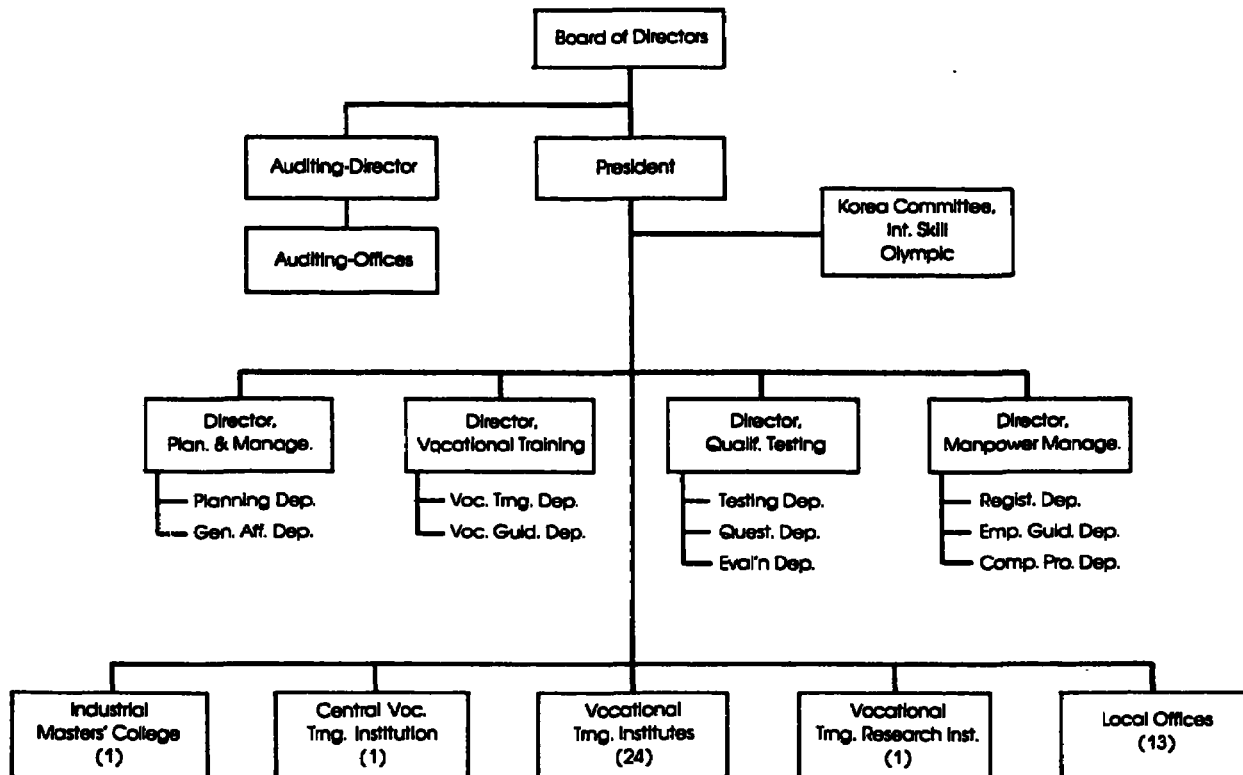 Board of Directors
Auditing-Director
President
Korea Committee,
Int. Skill
Olympic
Auditing-Offices
Director,
Plan. & Manage.
Director,
Vocational Training
Director,
Qualif. Testing
Director,
Manpower Manage.
Planning Dep.
Gen. Aff. Dep.
Voc. Trng. Dep.
Voc. Guid. Dep.
Testing Dep.
Quest. Dep.
Eval'n Dep.
Regist. Dep.
Emp. Guid. Dep.
Comp. Pro. Dep.
Industrial
Masters' College
(1)
Central Voc.
Trng. Institution
(1)
Vocational
Trng. Institutes
(24)
Vocational
Trng. Research Inst.
(1)
Local Offices
(13)